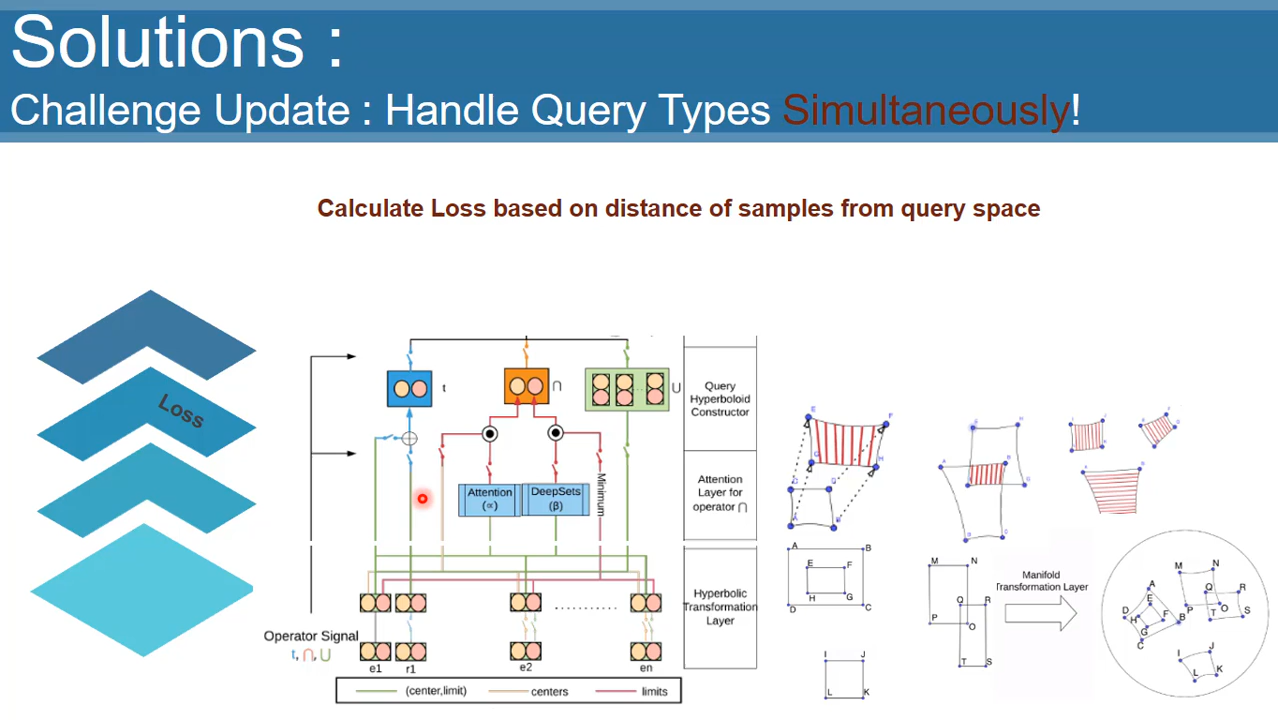 Solutions :
Challenge Update : Handle Query Types Simultaneously!
Calculate Loss based on distance of samples from query space
Loss
t
∩
U
Query
Hyperboloid
Constructor
Attention
(∝)
DeepSets
(β)
Minimum
Attention
Layer for
operator ∩
Hyperbolic
Transformation
Layer
Operator Signal
t, ∩, U
e1
r1
e2
en
(center,limit)
centers
limits
A B
E F
H G
D C
M N
Q R
P O
T S
I J
L K
Manifold
Transformation Layer
M N
A Q R
E
D H F P T O S
G B
C
I J
L K